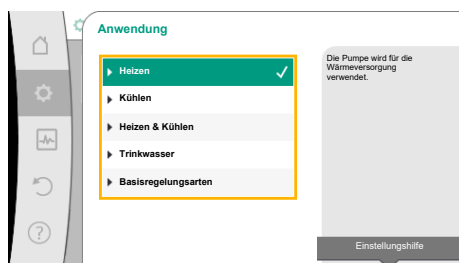 Anwendung
Heizen
Kühlen
Heizen & Kühlen
Trinkwasser
Basisregelungsarten
Die Pumpe wird für die
Wärmeversorgung
verwendet.
Einstellungshilfe
?